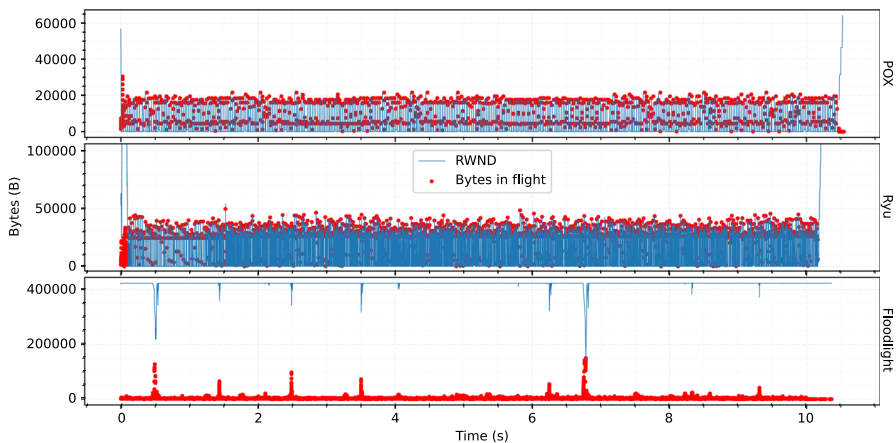 60000
40000
20000
0
POX
100000
50000
0
RWND
Bytes in flight
Ryu
Bytes (B)
400000
200000
0
Floodlight
0 2 4 6 8 10
Time (s)